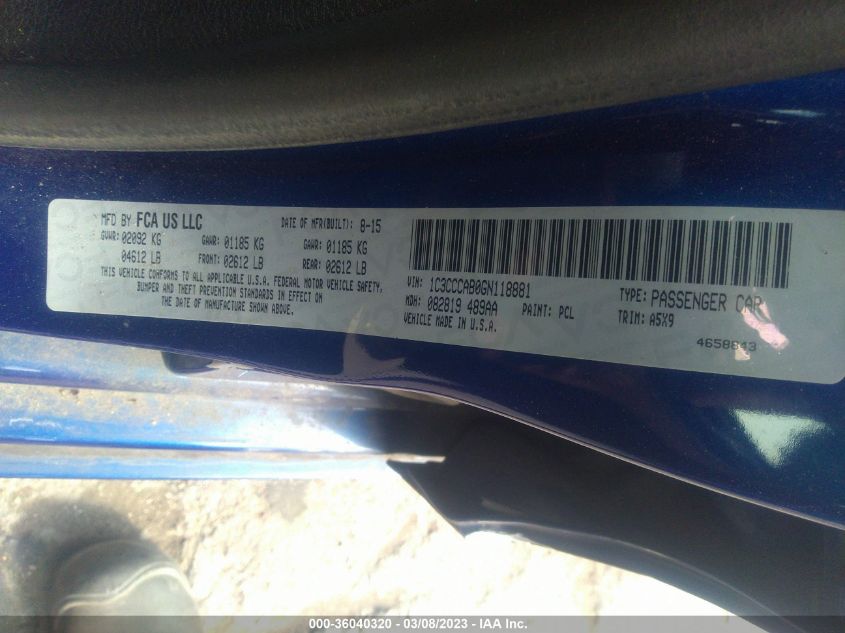 MFD BY FCA US LLC DATE OF MFR(BUILT): 8-15
GVWR: 02092 KG GAWR: 01185 KG GAWR: 01185 KG
04612 LB FRONT: 02612 LB REAR: 02612 LB
THIS VEHICLE CONFORMS TO ALL APPLICABLE U.S.A. FEDERAL MOTOR VEHICLE SAFETY,
BUMPER AND THEFT PREVENTION STANDARDS IN EFFECT ON
THE DATE OF MANUFACTURE SHOWN ABOVE.
VIN: 1C3CCCAB0GN118881 TYPE: PASSENGER CAR
MDH: 082819 489AA PAINT: PCL TRIM: A5X9
VEHICLE MADE IN U.S.A. 4658843
000-36040320 - 03/08/2023 - IAA Inc.